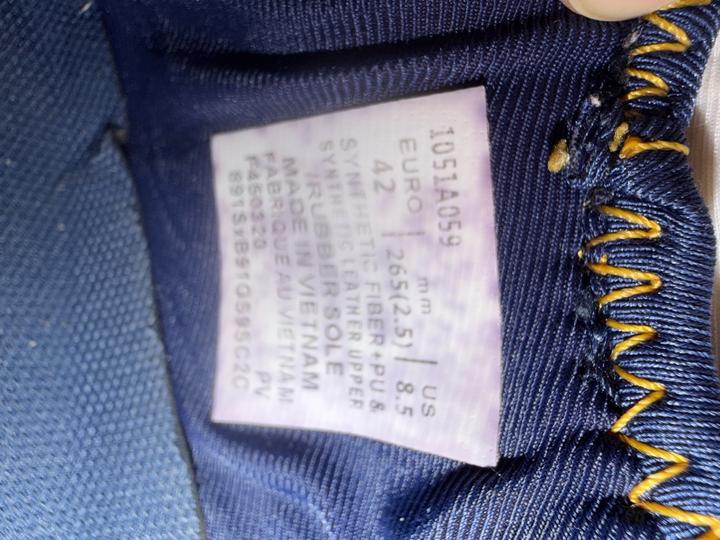 1051A059
EURO | mm | US
42 | 265(2.5) | 8.5
SYNTHETIC FIBER+PU&
SYNTHETIC LEATHER UPPER
/RUBBER SOLE
MADE IN VIETNAM
FABRIQUE AU VIETNAM
F450320 PV